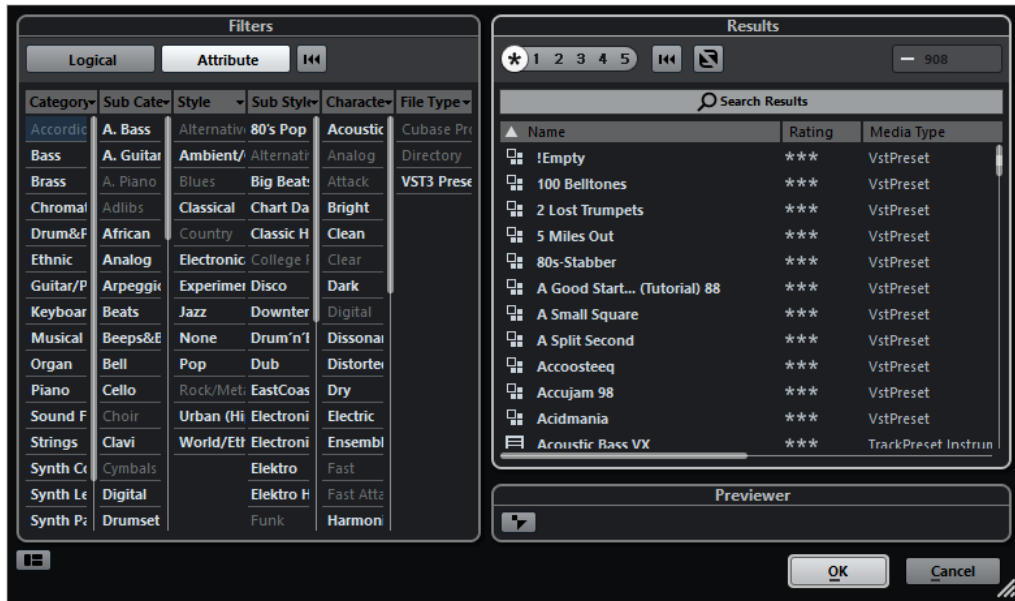 Filters
Logical Attribute
Category Sub Cate Style Sub Style Characte File Type
Accordic A. Bass Alternativ 80's Pop Acoustic Cubase Pro
Bass A. Guitar Ambient/ Alternati Analog Directory
Brass A. Piano Blues Big Beat Attack VST3 Prese
Chromat Adlibs Classical Chart Da Bright
Drum&P African Country Classic H Clean
Ethnic Analog Electronic College Clear
Guitar/P Arpeggio Experimen Disco Dark
Keyboar Beats Jazz Downter Digital
Musical Beeps&B None Drum´n´ Dissonan
Organ Bell Pop Dub Distorte
Piano Cello Rock/Meta EastCoas Dry
Sound F Choir Urban (Hi Electroni Electric
Strings Clavi World/Eth Electroni Ensembl
Synth Co Cymbals Elektro Fast
Synth Le Digital Elektro H Fast Atta
Synth Pa Drumset Funk Harmoni
Results
* 1 2 3 4 5 908
Search Results
Name Rating Media Type
!Empty *** VstPreset
100 Belltones *** VstPreset
2 Lost Trumpets *** VstPreset
5 Miles Out *** VstPreset
80s-Stabber *** VstPreset
A Good Start... (Tutorial) 88 *** VstPreset
A Small Square *** VstPreset
A Split Second *** VstPreset
Accoosteeq *** VstPreset
Accujam 98 *** VstPreset
Acidmania *** VstPreset
Acoustic Bass VX *** TrackPreset Instrun
Previewer
OK Cancel